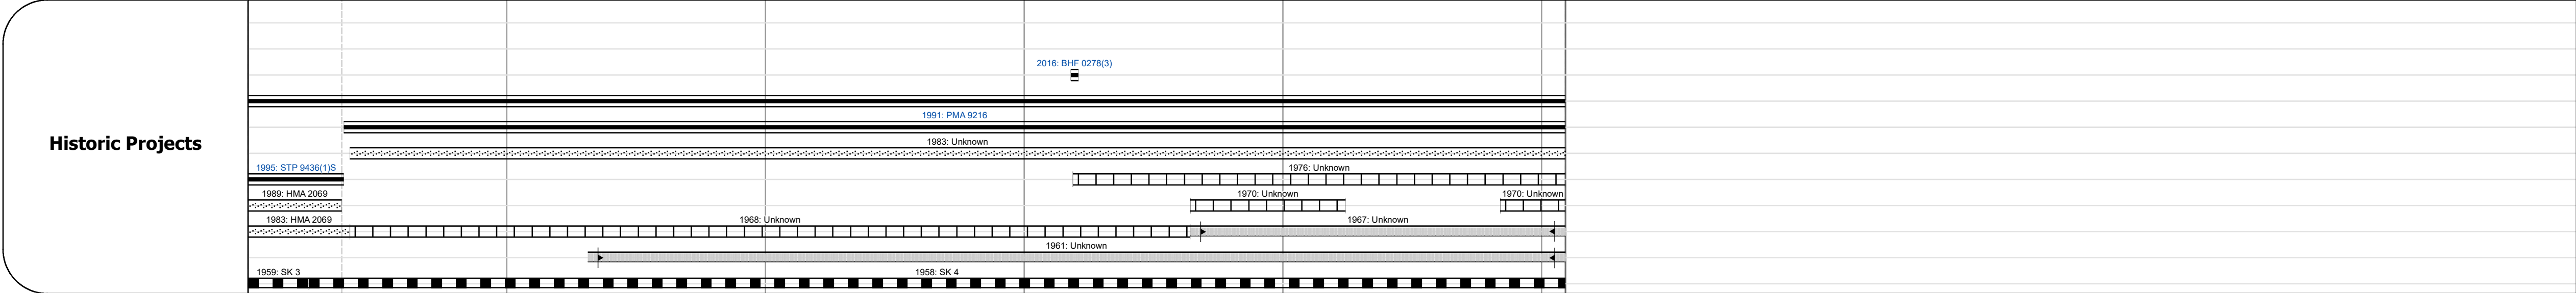 2016: BHF 0278(3)
1991: PMA 9216
Historic Projects
1983: Unknown
1995: STP 9436(1)S
1976: Unknown
1989: HMA 2069
1970: Unknown
1970: Unknown
1983: HMA 2069
1968: Unknown
1967: Unknown
1961: Unknown
1959: SK 3
1958: SK 4